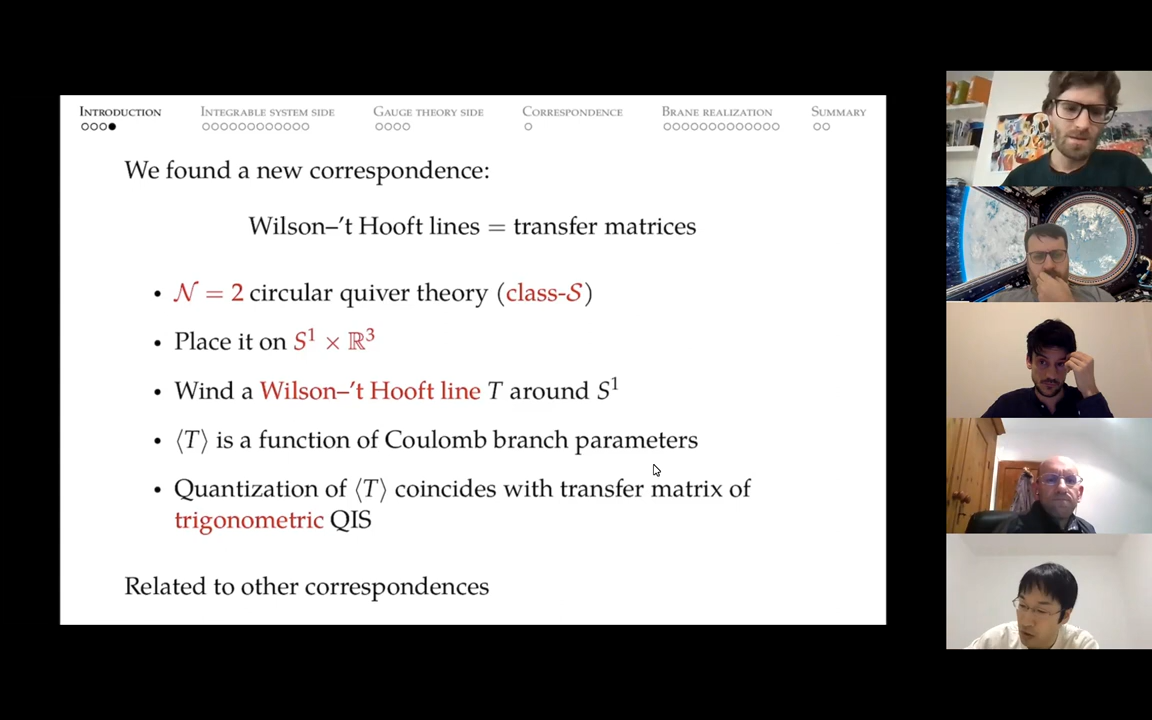 INTRODUCTION INTEGRABLE SYSTEM SIDE GAUGE THEORY SIDE CORRESPONDENCE BRANE REALIZATION SUMMARY
We found a new correspondence:
Wilson–'t Hooft lines = transfer matrices
• 𝒩 = 2 circular quiver theory (class-𝒮)
• Place it on S¹ × ℝ³
• Wind a Wilson–'t Hooft line T around S¹
• ⟨T⟩ is a function of Coulomb branch parameters
• Quantization of ⟨T⟩ coincides with transfer matrix of
trigonometric QIS
Related to other correspondences